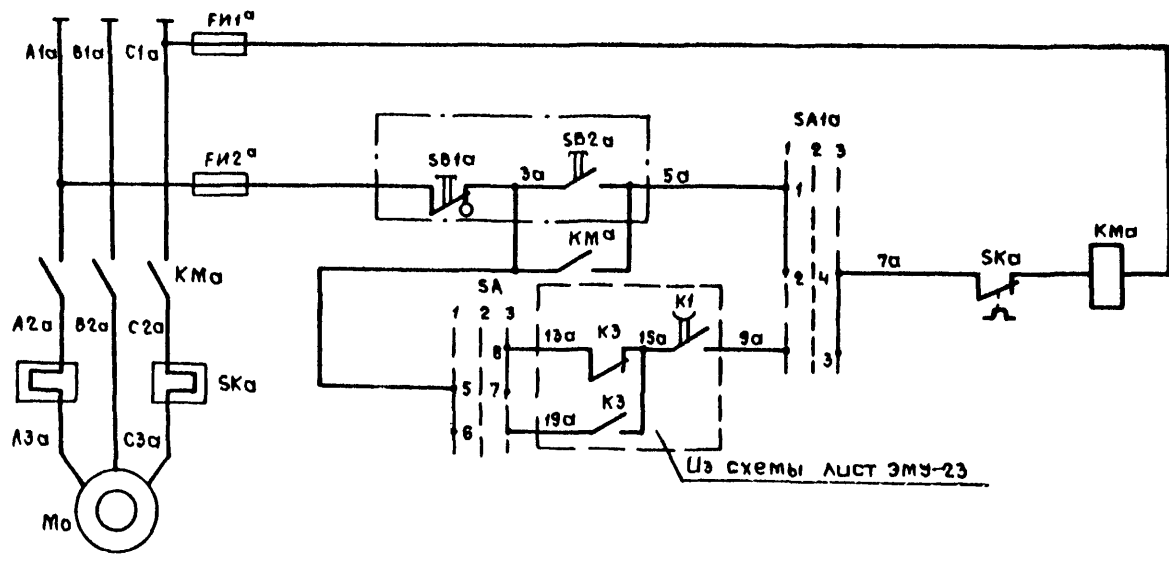 FИ1а
A1a B1a C1a
SA1a
SB2a
1 2 3
FИ2а
SB1a
3a
5a
1
KMa
KMa
7a
SKa
KMa
2 4
SA
K1
1 2 3
A2a B2a C2a
8 13a K3 15a 9a
3
SKa
5 7
K3
19a
6
A3a C3a
Из схемы лист ЭМУ-23
Mo